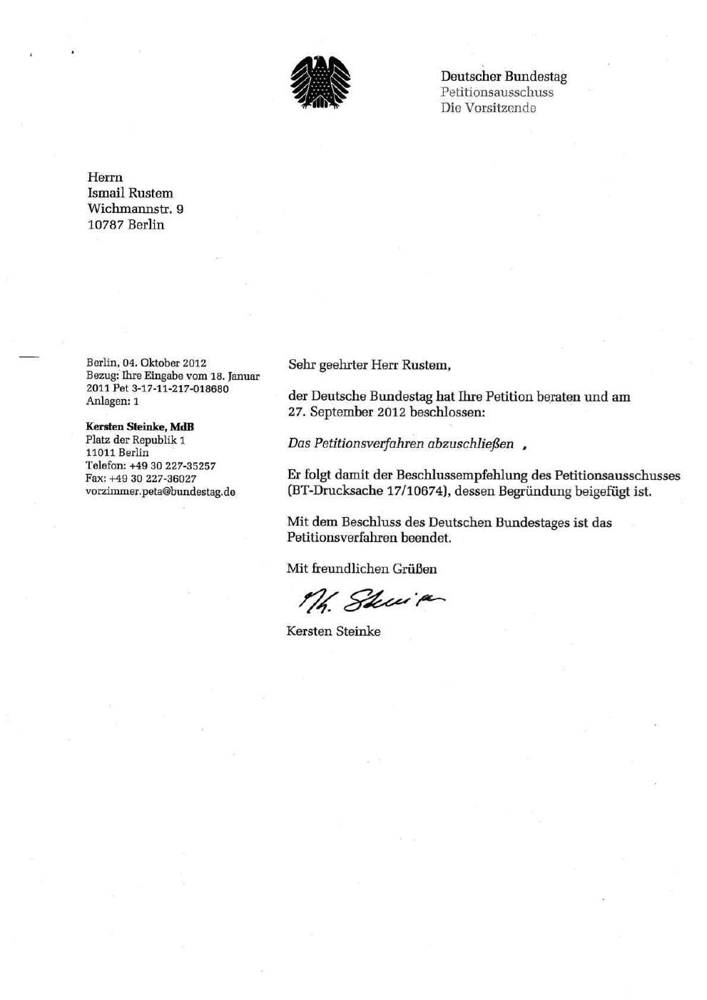 Deutscher Bundestag
Petitionsausschuss
Die Vorsitzende
Herrn
Ismail Rustem
Wichmannstr. 9
10787 Berlin
Berlin, 04. Oktober 2012
Bezug: Ihre Eingabe vom 18. Januar
2011 Pet 3-17-11-217-018680
Anlagen: 1
Kersten Steinke, MdB
Platz der Republik 1
11011 Berlin
Telefon: +49 30 227-35257
Fax: +49 30 227-36027
vorzimmer.peta@bundestag.de
Sehr geehrter Herr Rustem,
der Deutsche Bundestag hat Ihre Petition beraten und am
27. September 2012 beschlossen:
Das Petitionsverfahren abzuschließen ,
Er folgt damit der Beschlussempfehlung des Petitionsausschusses
(BT-Drucksache 17/10674), dessen Begründung beigefügt ist.
Mit dem Beschluss des Deutschen Bundestages ist das
Petitionsverfahren beendet.
Mit freundlichen Grüßen
Kersten Steinke